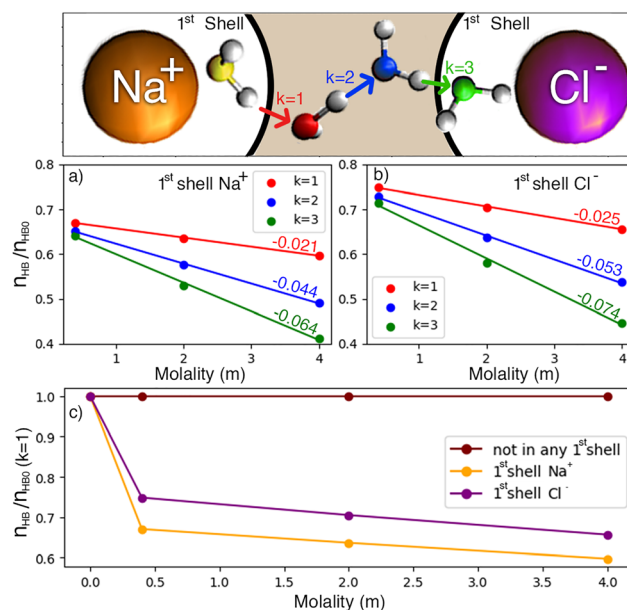 1st Shell
1st Shell
Na+
k=1
k=2
k=3
Cl-
a)
1st shell Na+
k=1
k=2
k=3
-0.021
-0.044
-0.064
nHB/nHB0
0.8
0.7
0.6
0.5
0.4
1
2
3
4
Molality (m)
b)
1st shell Cl-
k=1
k=2
k=3
-0.025
-0.053
-0.074
0.8
0.7
0.6
0.5
0.4
1
2
3
4
Molality (m)
c)
nHB/nHB0 (k=1)
1.0
0.9
0.8
0.7
0.6
not in any 1st shell
1st shell Na+
1st shell Cl-
0.0
0.5
1.0
1.5
2.0
2.5
3.0
3.5
4.0
Molality (m)